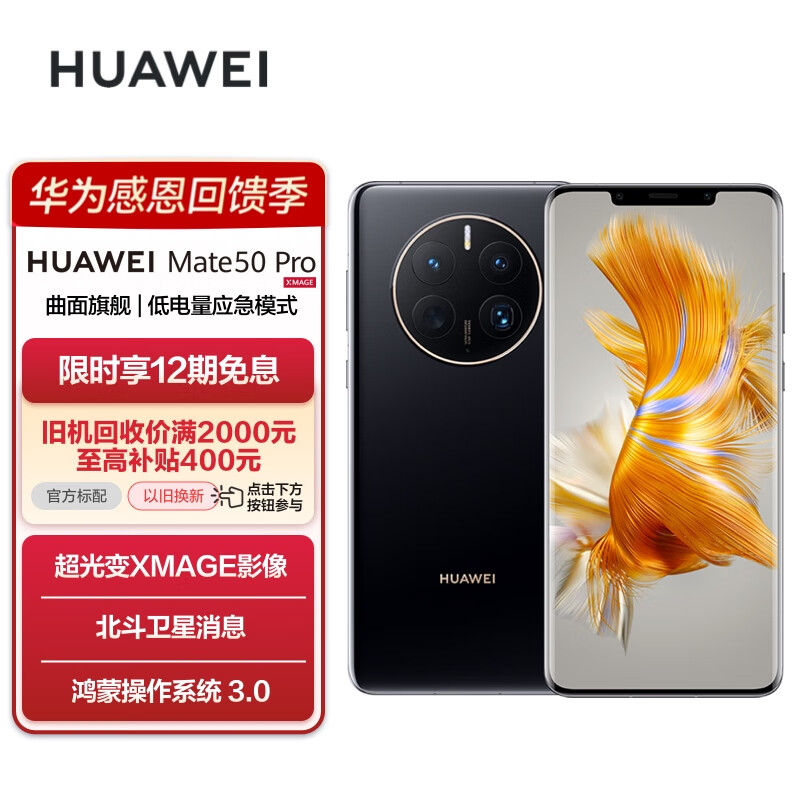 HUAWEI
华为感恩回馈季
HUAWEI Mate50 Pro
XMAGE
曲面旗舰 | 低电量应急模式
限时享12期免息
旧机回收价满2000元
至高补贴400元
官方标配
以旧换新
点击下方
按钮参与
超光变XMAGE影像
北斗卫星消息
鸿蒙操作系统 3.0
HUAWEI